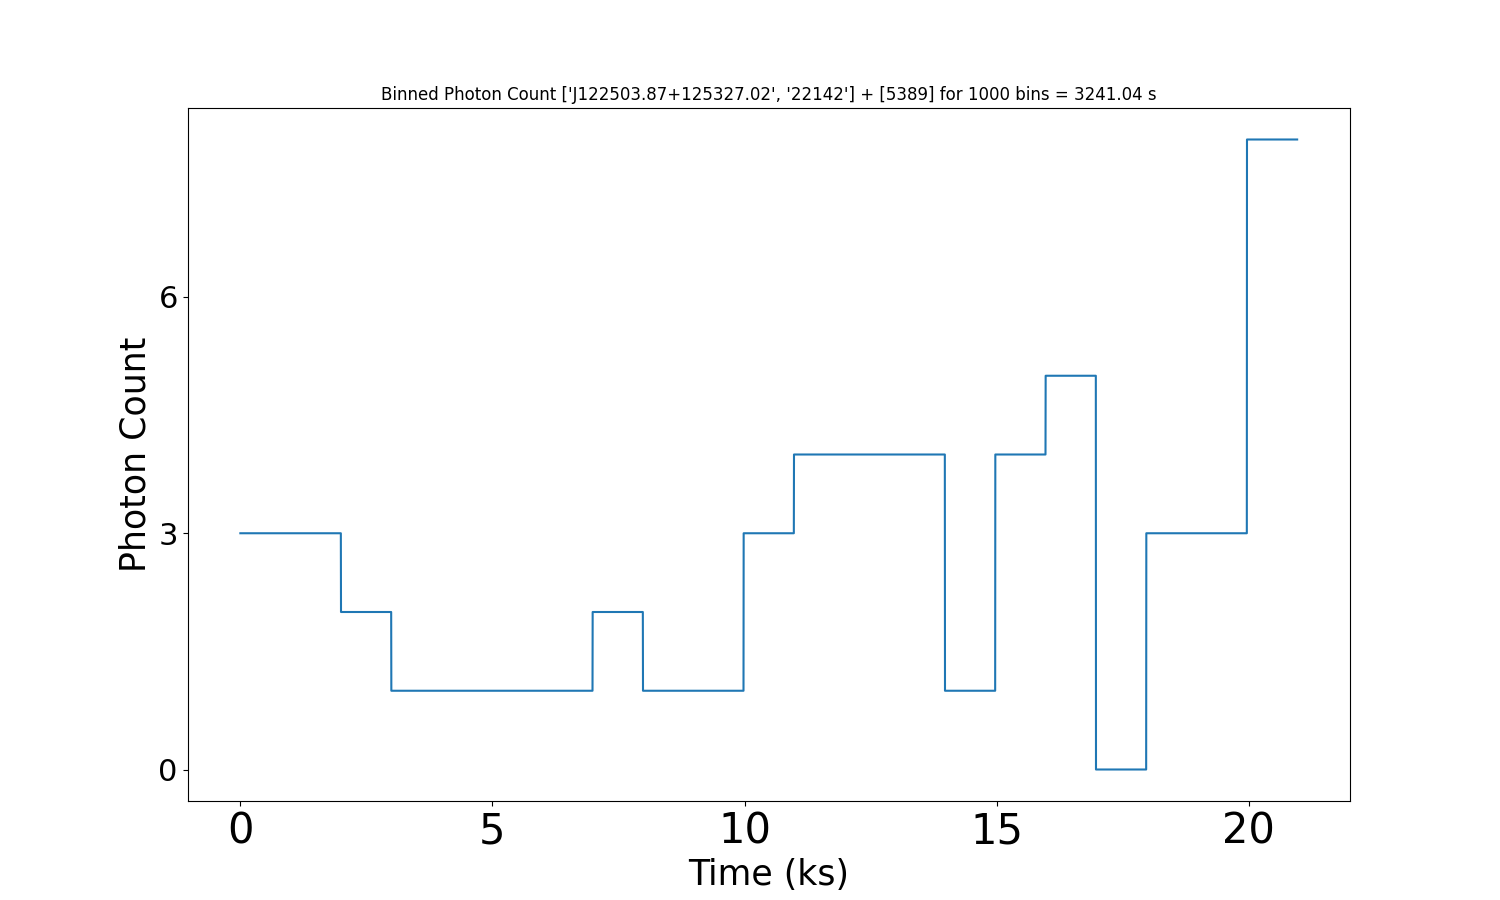 Binned Photon Count ['J122503.87+125327.02', '22142'] + [5389] for 1000 bins = 3241.04 s
Photon Count
6
3
0
0 5 10 15 20
Time (ks)